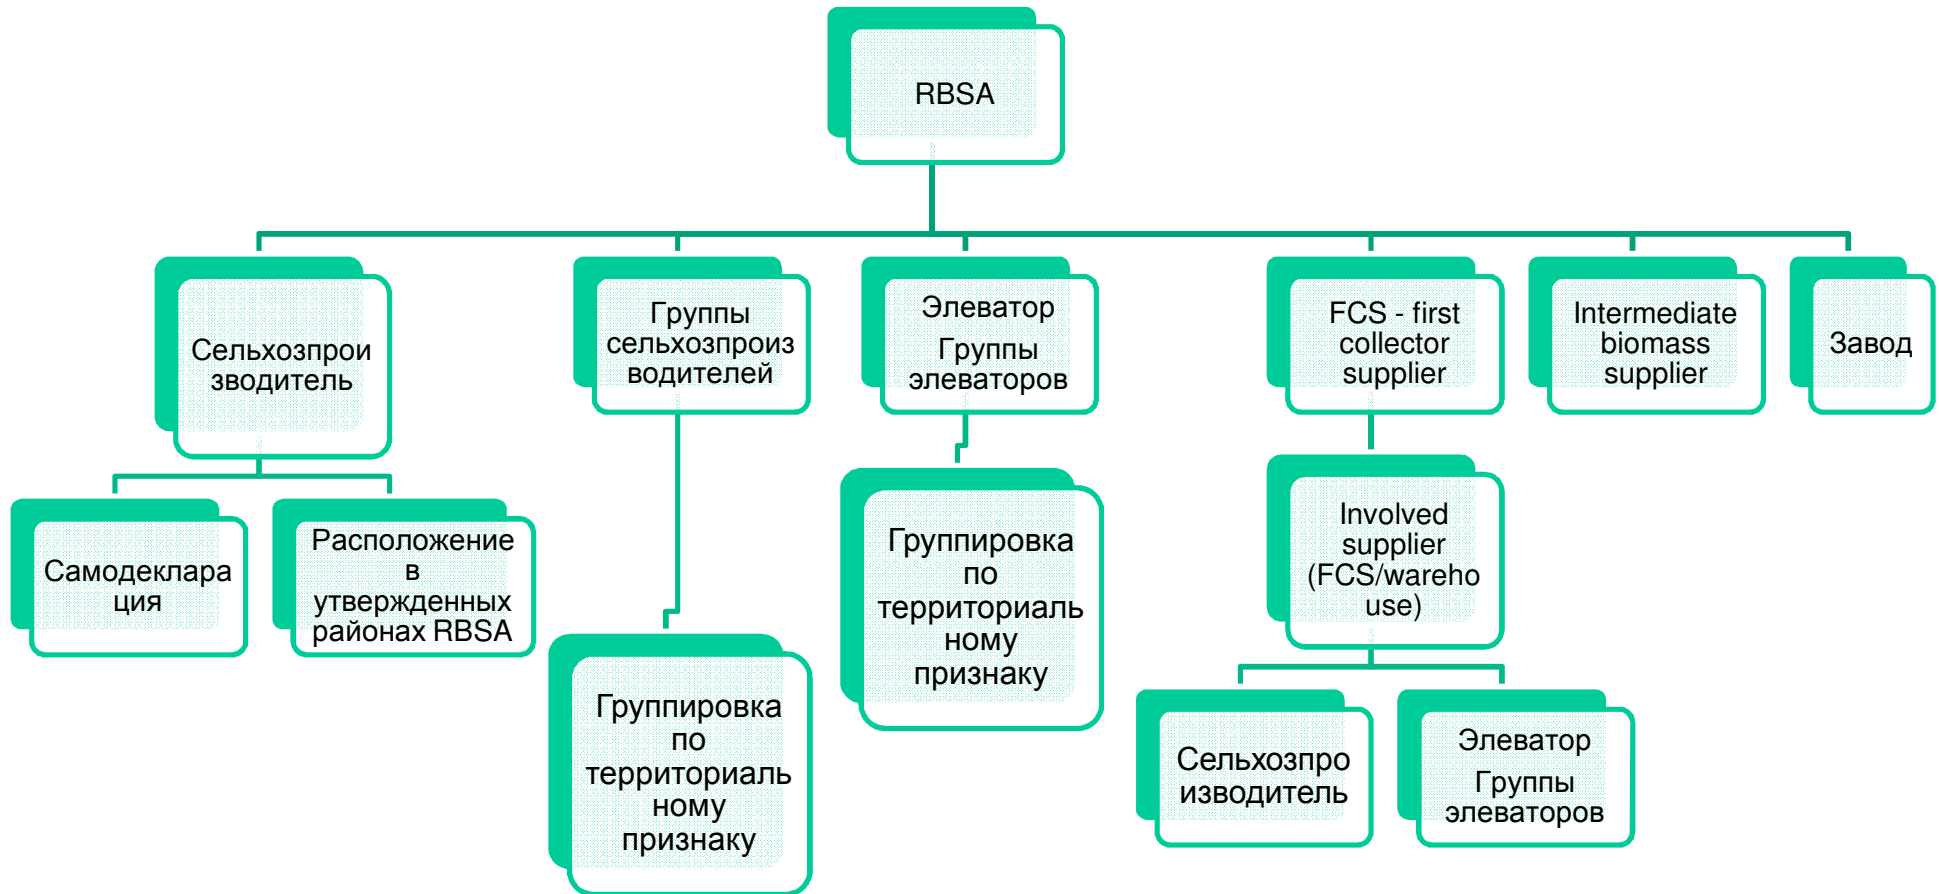 RBSA
Сельхозпрои
зводитель
Группы
сельхозпроиз
водителей
Элеватор
Группы
элеваторов
FCS - first
collector
supplier
Intermediate
biomass
supplier
Завод
Самодеклара
ция
Расположение
в
утвержденных
районах RBSA
Группировка
по
территориаль
ному
признаку
Группировка
по
территориаль
ному
признаку
Involved
supplier
(FCS/wareho
use)
Сельхозпро
изводитель
Элеватор
Группы
элеваторов